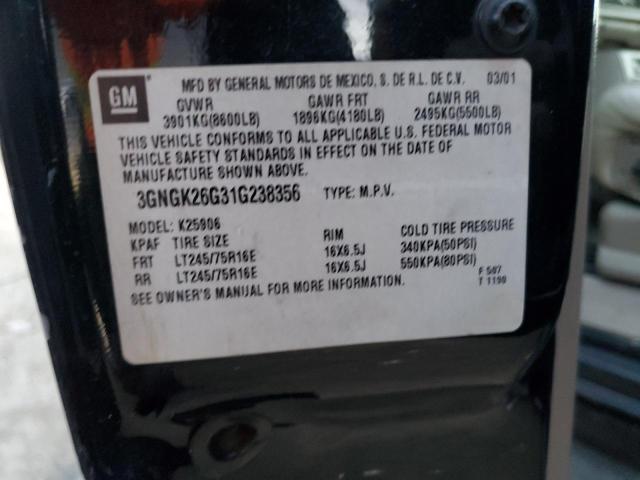 GM
MFD BY GENERAL MOTORS DE MEXICO, S. DE R.L. DE C.V. 03/01
GVWR GAWR FRT GAWR RR
3901KG(8600LB) 1896KG(4180LB) 2495KG(5500LB)
THIS VEHICLE CONFORMS TO ALL APPLICABLE U.S. FEDERAL MOTOR
VEHICLE SAFETY STANDARDS IN EFFECT ON THE DATE OF
MANUFACTURE SHOWN ABOVE.
3GNGK26G31G238356 TYPE: M.P.V.
MODEL: K25906
KPAF TIRE SIZE RIM COLD TIRE PRESSURE
FRT LT245/75R16E 16X6.5J 340KPA(50PSI)
RR LT245/75R16E 16X6.5J 550KPA(80PSI)
SEE OWNER'S MANUAL FOR MORE INFORMATION.
F 507
T 1190